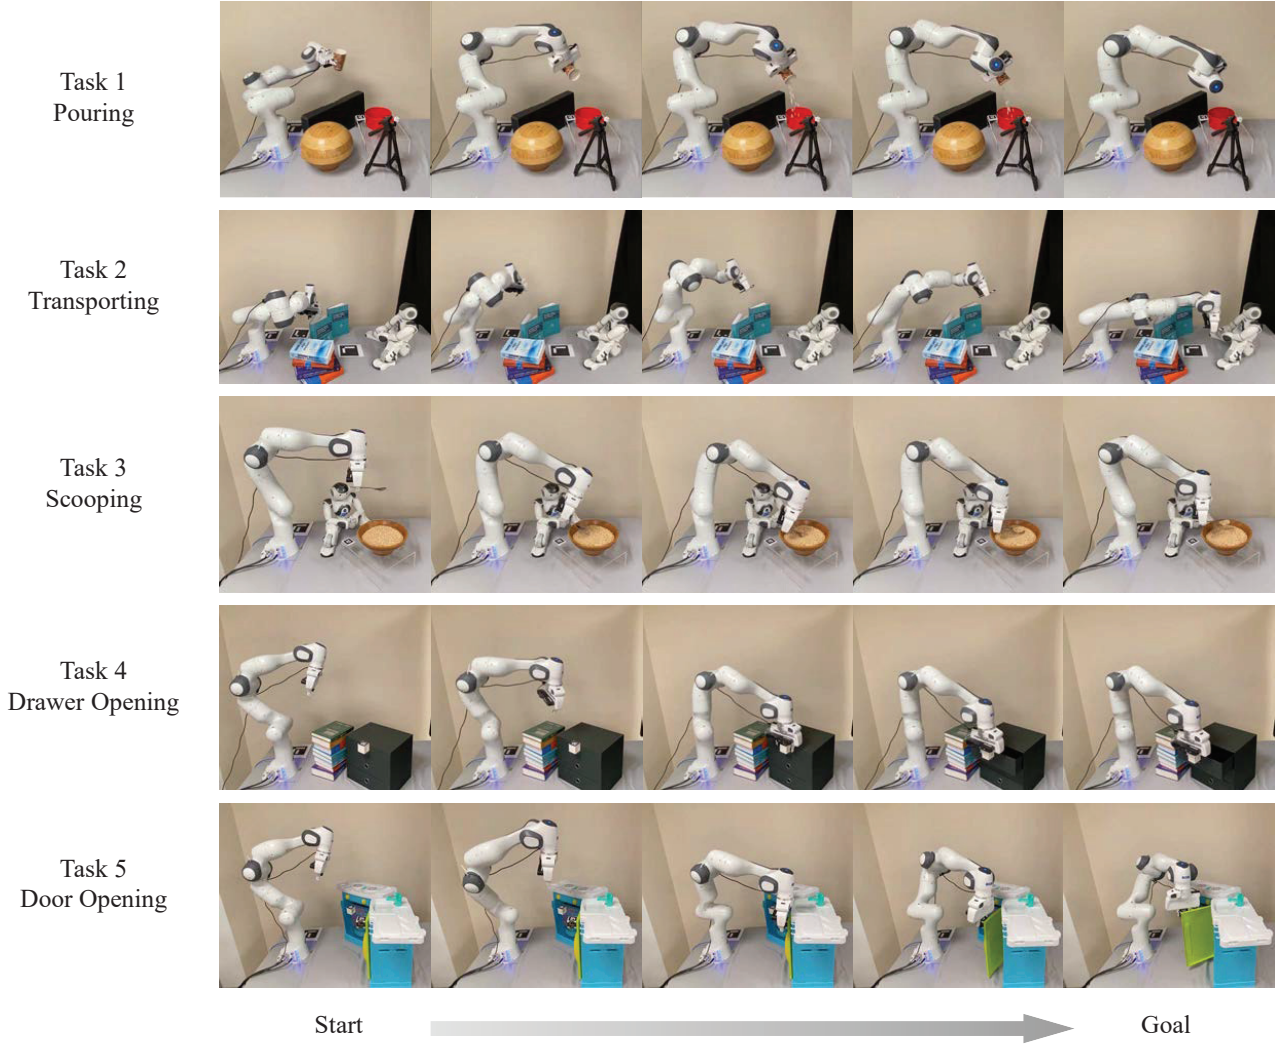 Task 1
Pouring
Task 2
Transporting
Task 3
Scooping
Task 4
Drawer Opening
Task 5
Door Opening
Start
Goal